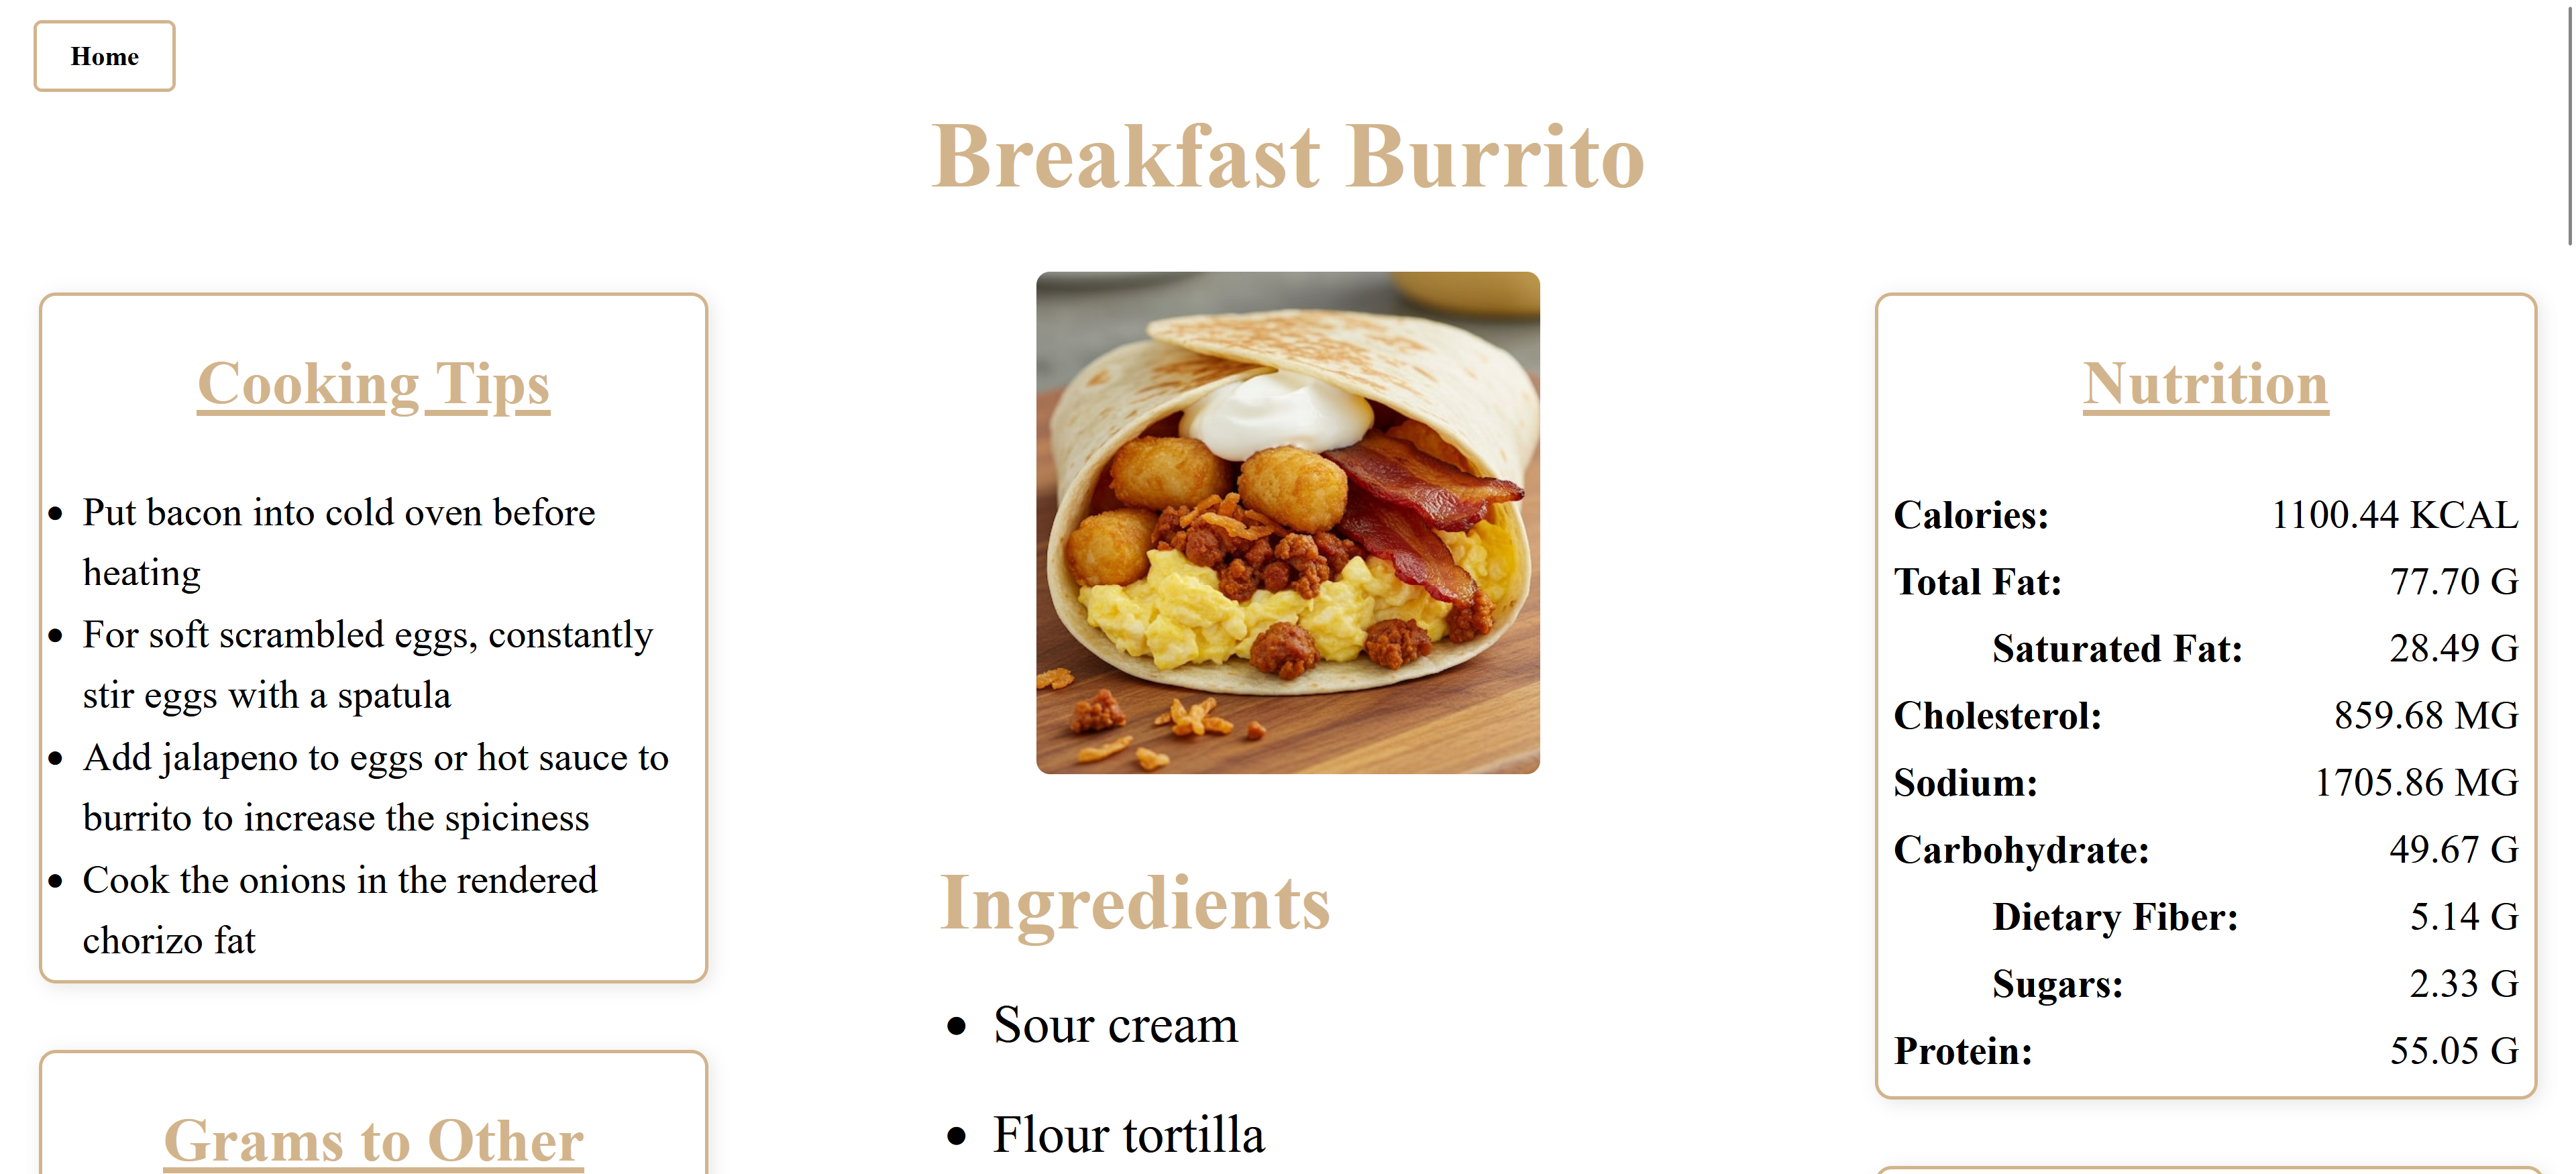 Home
Breakfast Burrito
Cooking Tips
Put bacon into cold oven before
heating
For soft scrambled eggs, constantly
stir eggs with a spatula
Add jalapeno to eggs or hot sauce to
burrito to increase the spiciness
Cook the onions in the rendered
chorizo fat
Grams to Other
Ingredients
Sour cream
Flour tortilla
Nutrition
Calories: 1100.44 KCAL
Total Fat: 77.70 G
Saturated Fat: 28.49 G
Cholesterol: 859.68 MG
Sodium: 1705.86 MG
Carbohydrate: 49.67 G
Dietary Fiber: 5.14 G
Sugars: 2.33 G
Protein: 55.05 G